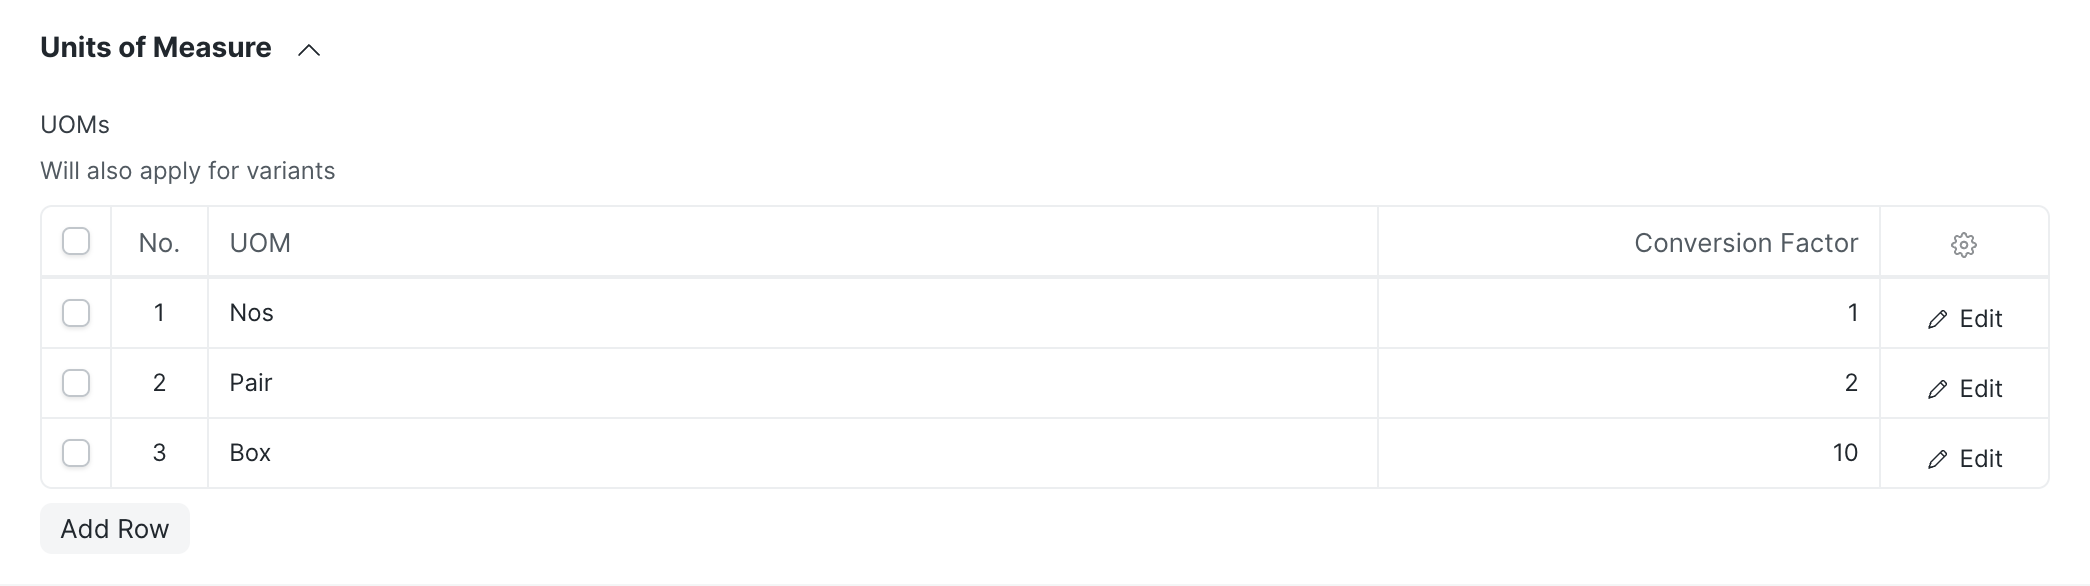 Units of Measure
UOMs
Will also apply for variants
No. UOM Conversion Factor
1 Nos 1 Edit
2 Pair 2 Edit
3 Box 10 Edit
Add Row